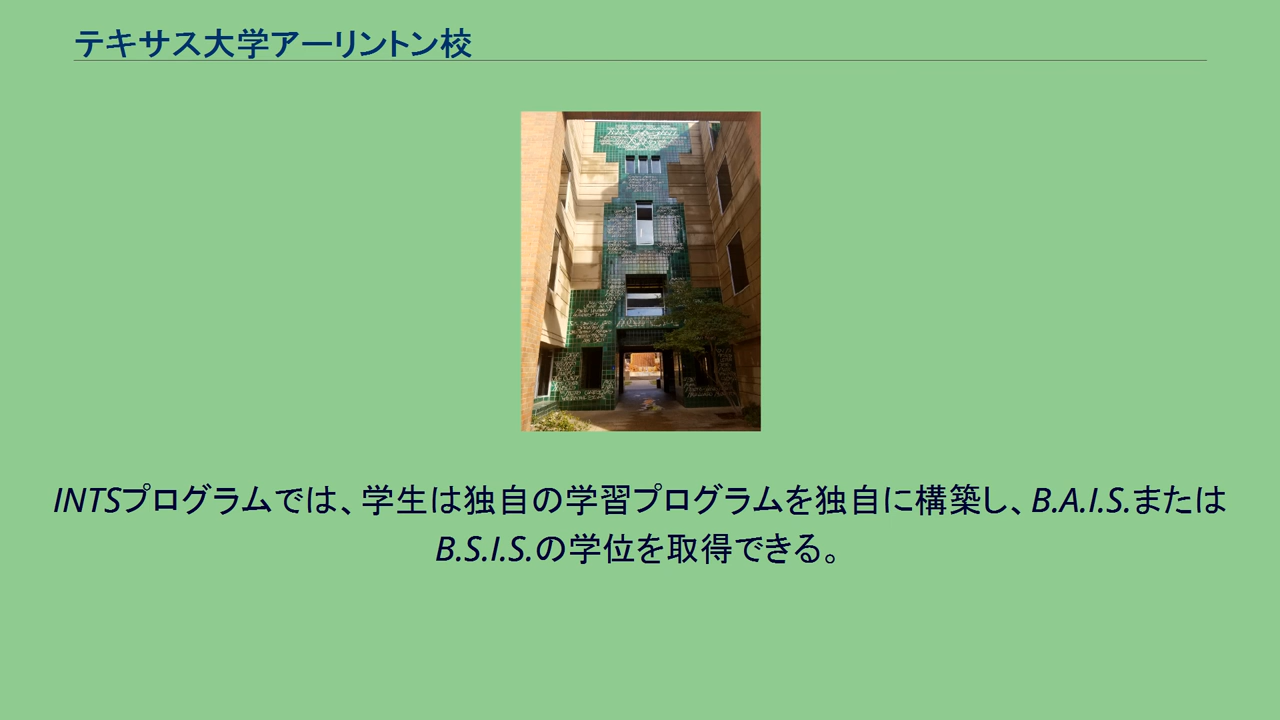 テキサス大学アーリントン校
INTSプログラムでは、学生は独自の学習プログラムを独自に構築し、B.A.I.S.または
B.S.I.S.の学位を取得できる。